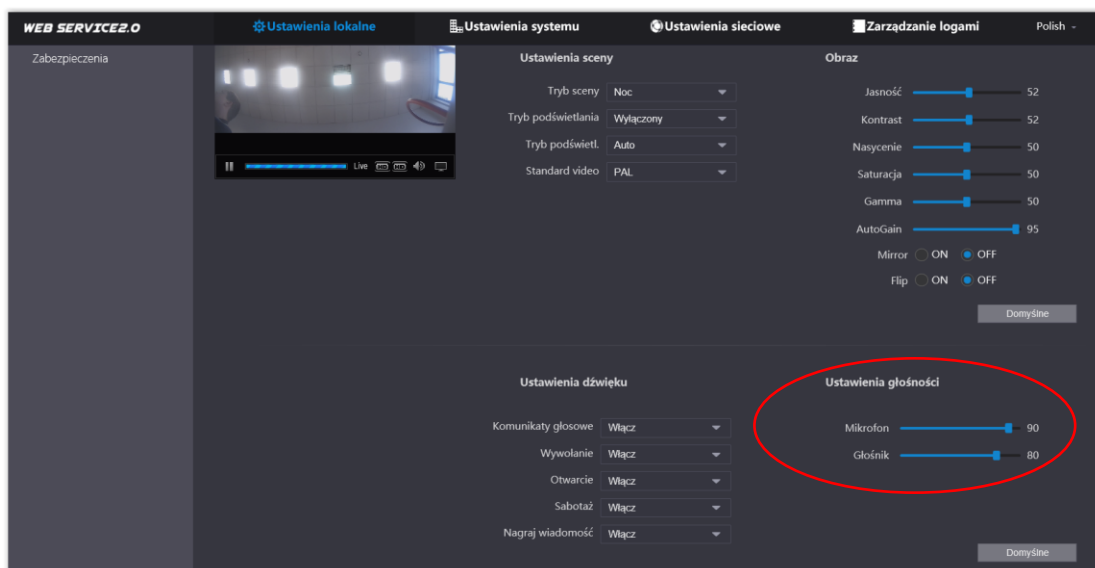 WEB SERVICE2.0 Ustawienia lokalne Ustawienia systemu Ustawienia sieciowe Zarządzanie logami Polish
Zabezpieczenia
Live
Ustawienia sceny
Tryb sceny Noc
Tryb podświetlania Wyłączony
Tryb podświetl. Auto
Standard video PAL
Obraz
Jasność 52
Kontrast 52
Nasycenie 50
Saturacja 50
Gamma 50
AutoGain 95
Mirror ON OFF
Flip ON OFF
Domyślne
Ustawienia dźwięku
Komunikaty głosowe Włącz
Wywołanie Włącz
Otwarcie Włącz
Sabotaż Włącz
Nagraj wiadomość Włącz
Ustawienia głośności
Mikrofon 90
Głośnik 80
Domyślne